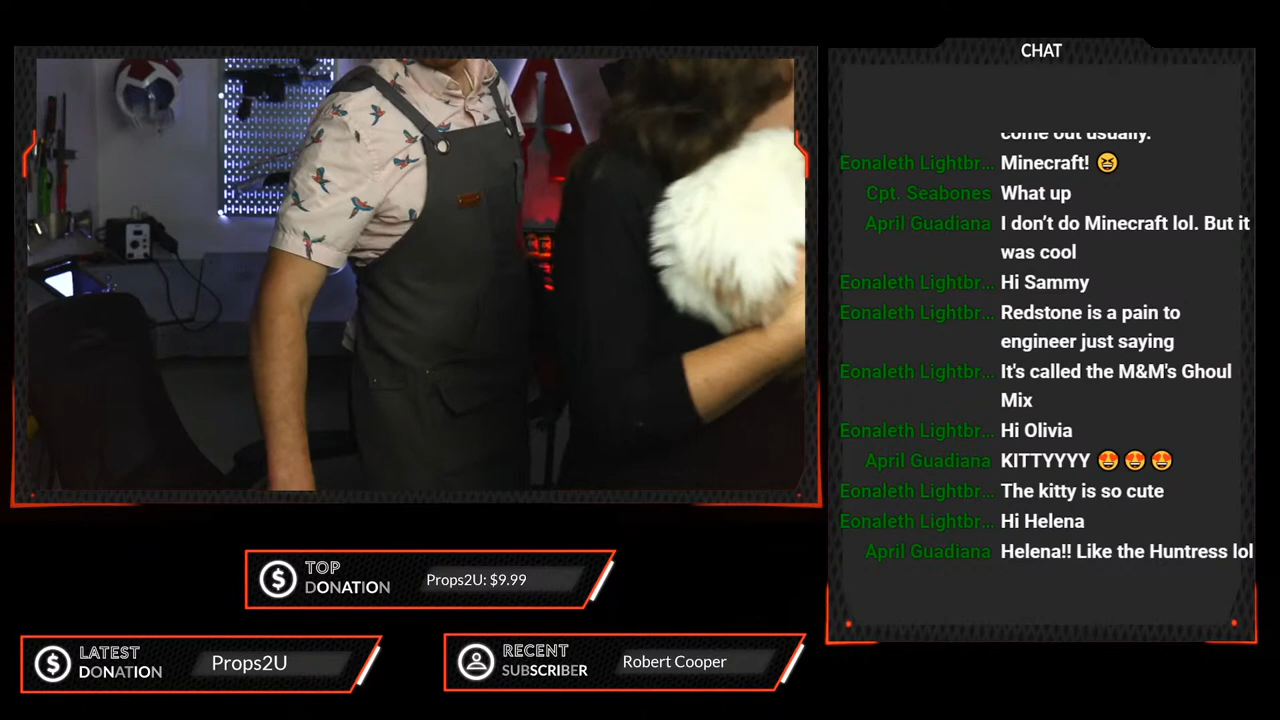 CHAT
come out usually.
Eonaleth Lightbr... Minecraft! 😆
Cpt. Seabones What up
April Guadiana I don’t do Minecraft lol. But it
was cool
Eonaleth Lightbr... Hi Sammy
Eonaleth Lightbr... Redstone is a pain to
engineer just saying
Eonaleth Lightbr... It's called the M&M's Ghoul
Mix
Eonaleth Lightbr... Hi Olivia
April Guadiana KITTYYYY 😍 😍 😍
Eonaleth Lightbr... The kitty is so cute
Eonaleth Lightbr... Hi Helena
April Guadiana Helena!! Like the Huntress lol
TOP
DONATION
Props2U: $9.99
LATEST
DONATION
Props2U
RECENT
SUBSCRIBER
Robert Cooper